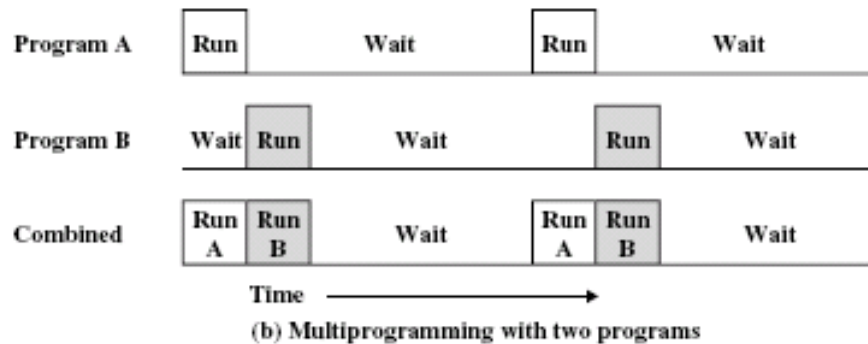 Program A Run Wait Run Wait
Program B Wait Run Wait Run Wait
Combined Run A Run B Wait Run A Run B Wait
Time
(b) Multiprogramming with two programs